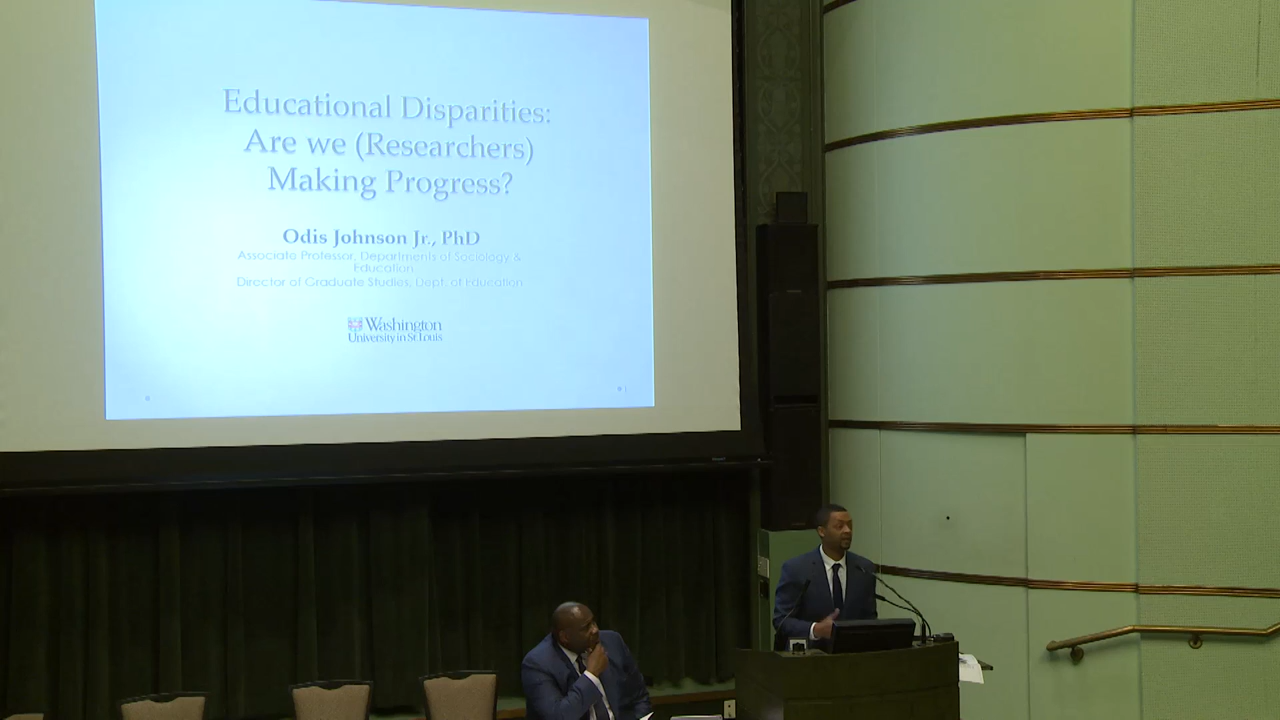 Educational Disparities:
Are we (Researchers)
Making Progress?
Odis Johnson Jr., PhD
Associate Professor, Departments of Sociology &
Education
Director of Graduate Studies, Dept. of Education
Washington
University in St. Louis